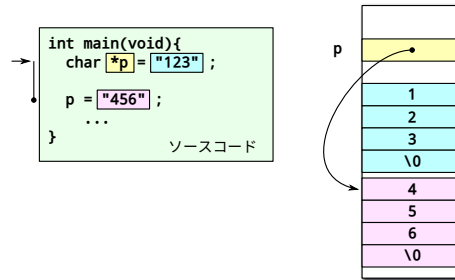 int main(void){
char *p = "123" ;
p = "456" ;
...
}
ソースコード
p
1
2
3
\0
4
5
6
\0